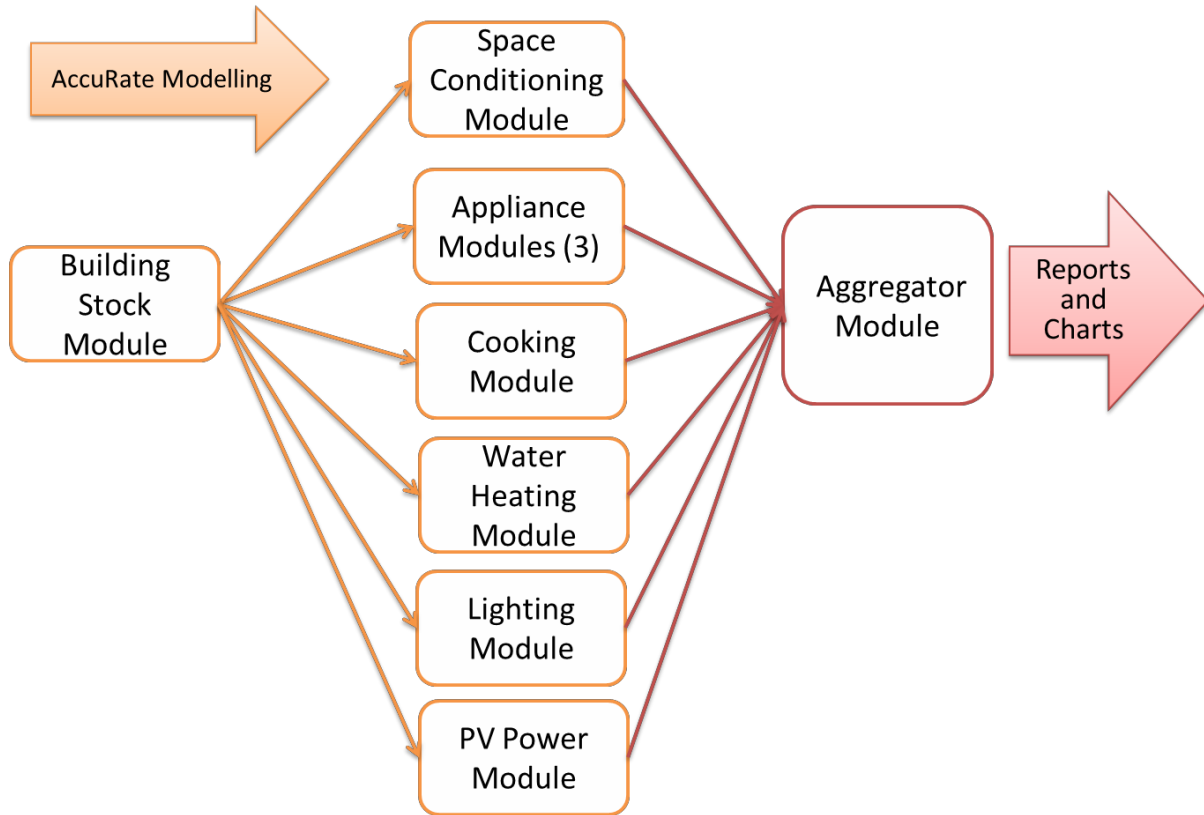 AccuRate Modelling
Space
Conditioning
Module
Appliance
Modules (3)
Building
Stock
Module
Cooking
Module
Water
Heating
Module
Lighting
Module
PV Power
Module
Aggregator
Module
Reports
and
Charts